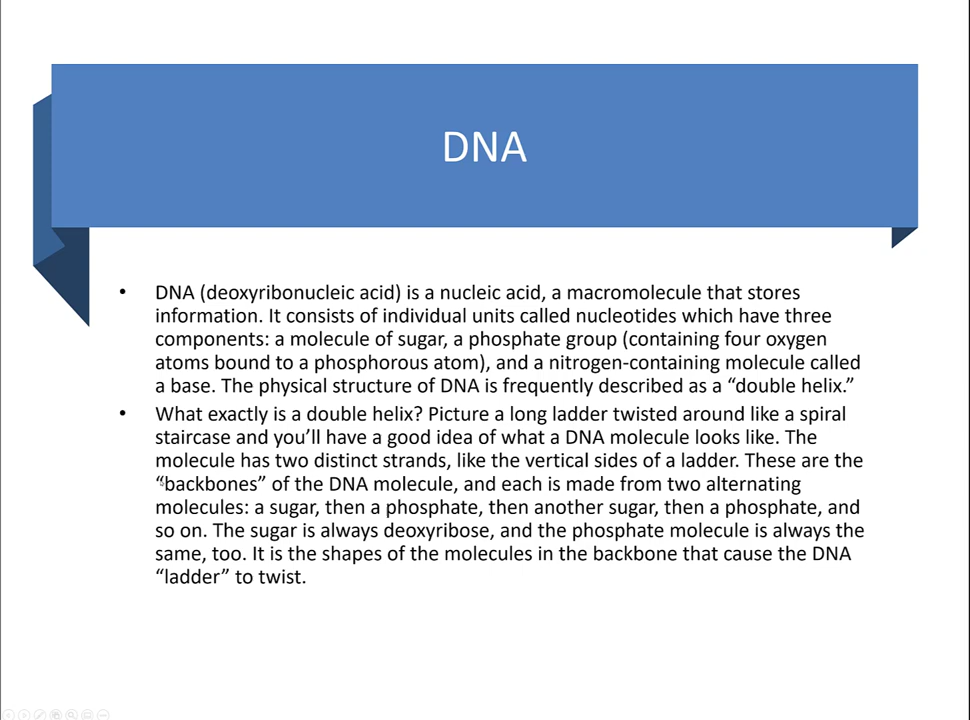 DNA
• DNA (deoxyribonucleic acid) is a nucleic acid, a macromolecule that stores
information. It consists of individual units called nucleotides which have three
components: a molecule of sugar, a phosphate group (containing four oxygen
atoms bound to a phosphorous atom), and a nitrogen-containing molecule called
a base. The physical structure of DNA is frequently described as a “double helix.”
• What exactly is a double helix? Picture a long ladder twisted around like a spiral
staircase and you’ll have a good idea of what a DNA molecule looks like. The
molecule has two distinct strands, like the vertical sides of a ladder. These are the
“backbones” of the DNA molecule, and each is made from two alternating
molecules: a sugar, then a phosphate, then another sugar, then a phosphate, and
so on. The sugar is always deoxyribose, and the phosphate molecule is always the
same, too. It is the shapes of the molecules in the backbone that cause the DNA
“ladder” to twist.